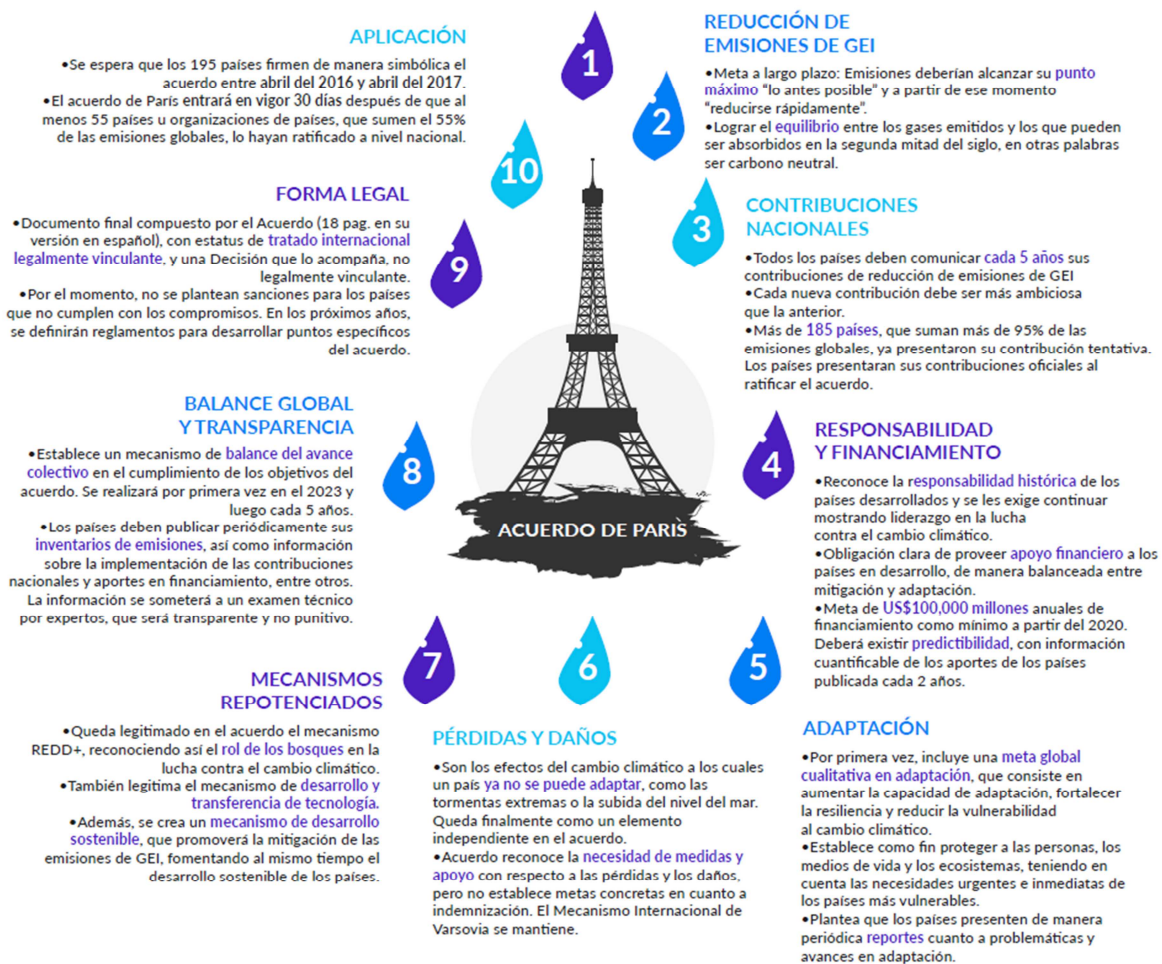 1
REDUCCIÓN DE
EMISIONES DE GEI
•Meta a largo plazo: Emisiones deberían alcanzar su punto
máximo "lo antes posible" y a partir de ese momento
"reducirse rápidamente".
•Lograr el equilibrio entre los gases emitidos y los que pueden
ser absorbidos en la segunda mitad del siglo, en otras palabras
ser carbono neutral.
2
3
CONTRIBUCIONES
NACIONALES
•Todos los países deben comunicar cada 5 años sus
contribuciones de reducción de emisiones de GEI
•Cada nueva contribución debe ser más ambiciosa
que la anterior.
•Más de 185 países, que suman más de 95% de las
emisiones globales, ya presentaron su contribución tentativa.
Los países presentaran sus contribuciones oficiales al
ratificar el acuerdo.
4
RESPONSABILIDAD
Y FINANCIAMIENTO
•Reconoce la responsabilidad histórica de los
países desarrollados y se les exige continuar
mostrando liderazgo en la lucha
contra el cambio climático.
•Obligación clara de proveer apoyo financiero a los
países en desarrollo, de manera balanceada entre
mitigación y adaptación.
•Meta de US$100,000 millones anuales de
financiamiento como mínimo a partir del 2020.
Deberá existir predictibilidad, con información
cuantificable de los aportes de los países
publicada cada 2 años.
5
ADAPTACIÓN
•Por primera vez, incluye una meta global
cualitativa en adaptación, que consiste en
aumentar la capacidad de adaptación, fortalecer
la resiliencia y reducir la vulnerabilidad
al cambio climático.
•Establece como fin proteger a las personas, los
medios de vida y los ecosistemas, teniendo en
cuenta las necesidades urgentes e inmediatas de
los países más vulnerables.
•Plantea que los países presenten de manera
periódica reportes cuanto a problemáticas y
avances en adaptación.
6
PÉRDIDAS Y DAÑOS
•Son los efectos del cambio climático a los cuales
un país ya no se puede adaptar, como las
tormentas extremas o la subida del nivel del mar.
Queda finalmente como un elemento
independiente en el acuerdo.
•Acuerdo reconoce la necesidad de medidas y
apoyo con respecto a las pérdidas y los daños,
pero no establece metas concretas en cuanto a
indemnización. El Mecanismo Internacional de
Varsovia se mantiene.
7
MECANISMOS
REPOTENCIADOS
•Queda legitimado en el acuerdo el mecanismo
REDD+, reconociendo así el rol de los bosques en la
lucha contra el cambio climático.
•También legitima el mecanismo de desarrollo y
transferencia de tecnología.
•Además, se crea un mecanismo de desarrollo
sostenible, que promoverá la mitigación de las
emisiones de GEI, fomentando al mismo tiempo el
desarrollo sostenible de los países.
8
BALANCE GLOBAL
Y TRANSPARENCIA
•Establece un mecanismo de balance del avance
colectivo en el cumplimiento de los objetivos del
acuerdo. Se realizará por primera vez en el 2023 y
luego cada 5 años.
•Los países deben publicar periódicamente sus
inventarios de emisiones, así como información
sobre la implementación de las contribuciones
nacionales y aportes en financiamiento, entre otros.
La información se someterá a un examen técnico
por expertos, que será transparente y no punitivo.
9
FORMA LEGAL
•Documento final compuesto por el Acuerdo (18 pag. en su
versión en español), con estatus de tratado internacional
legalmente vinculante, y una Decisión que lo acompaña, no
legalmente vinculante.
•Por el momento, no se plantean sanciones para los países
que no cumplen con los compromisos. En los próximos años,
se definirán reglamentos para desarrollar puntos específicos
del acuerdo.
10
APLICACIÓN
•Se espera que los 195 países firmen de manera simbólica el
acuerdo entre abril del 2016 y abril del 2017.
•El acuerdo de París entrará en vigor 30 días después de que al
menos 55 países u organizaciones de países, que sumen el 55%
de las emisiones globales, lo hayan ratificado a nivel nacional.
ACUERDO DE PARÌS